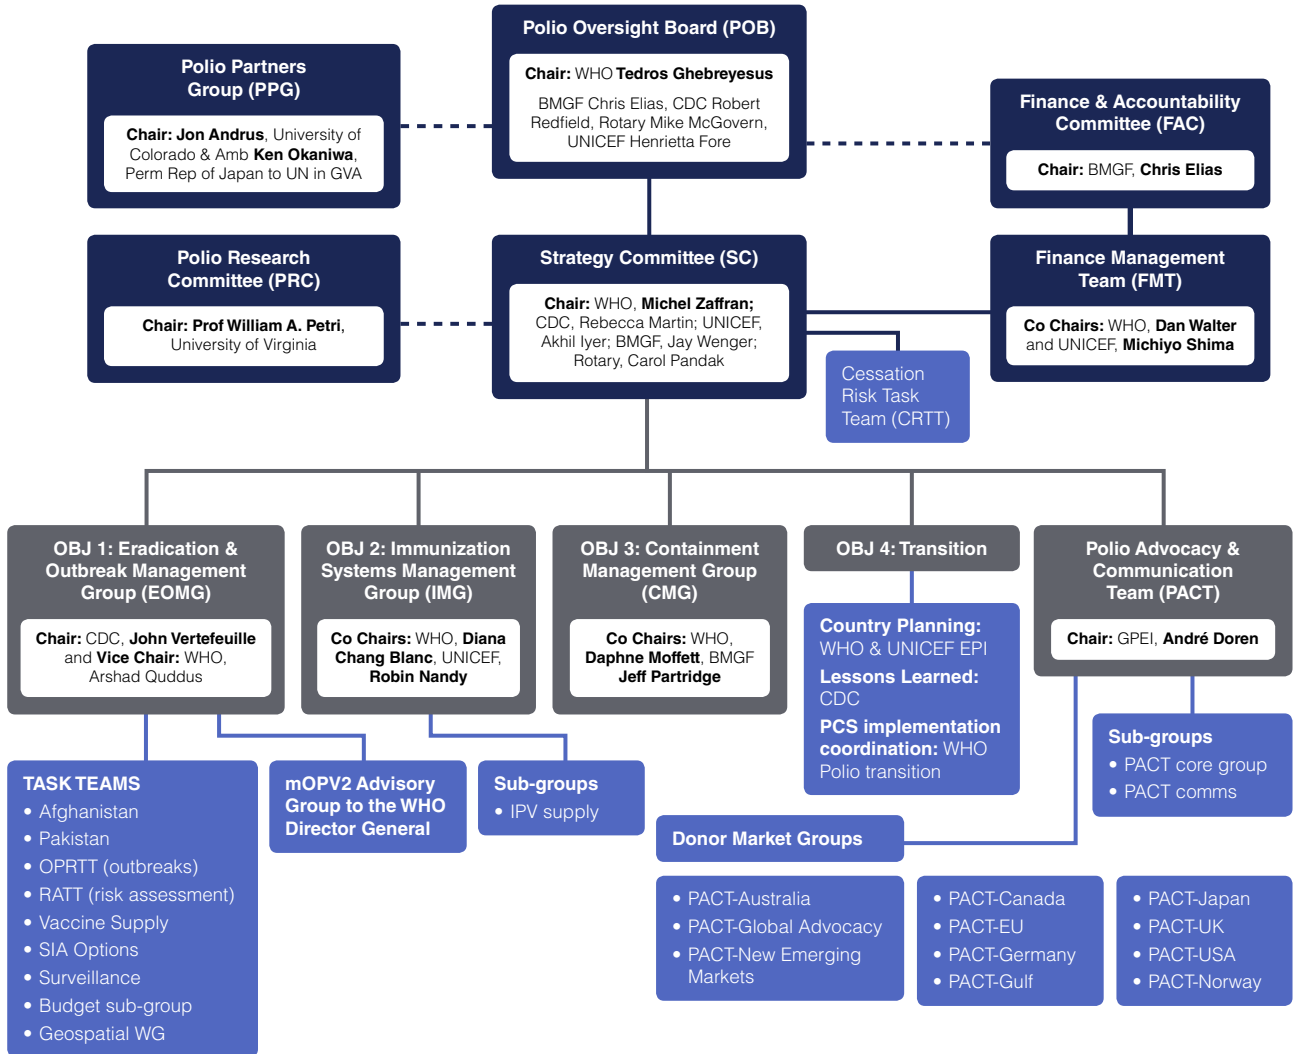 Polio Oversight Board (POB)
Chair: WHO Tedros Ghebreyesus
BMGF Chris Elias, CDC Robert
Redfield, Rotary Mike McGovern,
UNICEF Henrietta Fore
Polio Partners
Group (PPG)
Chair: Jon Andrus, University of
Colorado & Amb Ken Okaniwa,
Perm Rep of Japan to UN in GVA
Finance & Accountability
Committee (FAC)
Chair: BMGF, Chris Elias
Polio Research
Committee (PRC)
Chair: Prof William A. Petri,
University of Virginia
Strategy Committee (SC)
Chair: WHO, Michel Zaffran;
CDC, Rebecca Martin; UNICEF,
Akhil Iyer; BMGF, Jay Wenger;
Rotary, Carol Pandak
Finance Management
Team (FMT)
Co Chairs: WHO, Dan Walter
and UNICEF, Michiyo Shima
Cessation
Risk Task
Team (CRTT)
OBJ 1: Eradication &
Outbreak Management
Group (EOMG)
Chair: CDC, John Vertefeuille
and Vice Chair: WHO,
Arshad Quddus
OBJ 2: Immunization
Systems Management
Group (IMG)
Co Chairs: WHO, Diana
Chang Blanc, UNICEF,
Robin Nandy
OBJ 3: Containment
Management Group
(CMG)
Co Chairs: WHO,
Daphne Moffett, BMGF
Jeff Partridge
OBJ 4: Transition
Country Planning:
WHO & UNICEF EPI
Lessons Learned:
CDC
PCS implementation
coordination: WHO
Polio transition
Polio Advocacy &
Communication
Team (PACT)
Chair: GPEI, André Doren
TASK TEAMS
• Afghanistan
• Pakistan
• OPRTT (outbreaks)
• RATT (risk assessment)
• Vaccine Supply
• SIA Options
• Surveillance
• Budget sub-group
• Geospatial WG
mOPV2 Advisory
Group to the WHO
Director General
Sub-groups
• IPV supply
Sub-groups
• PACT core group
• PACT comms
Donor Market Groups
• PACT-Australia
• PACT-Global Advocacy
• PACT-New Emerging
Markets
• PACT-Canada
• PACT-EU
• PACT-Germany
• PACT-Gulf
• PACT-Japan
• PACT-UK
• PACT-USA
• PACT-Norway